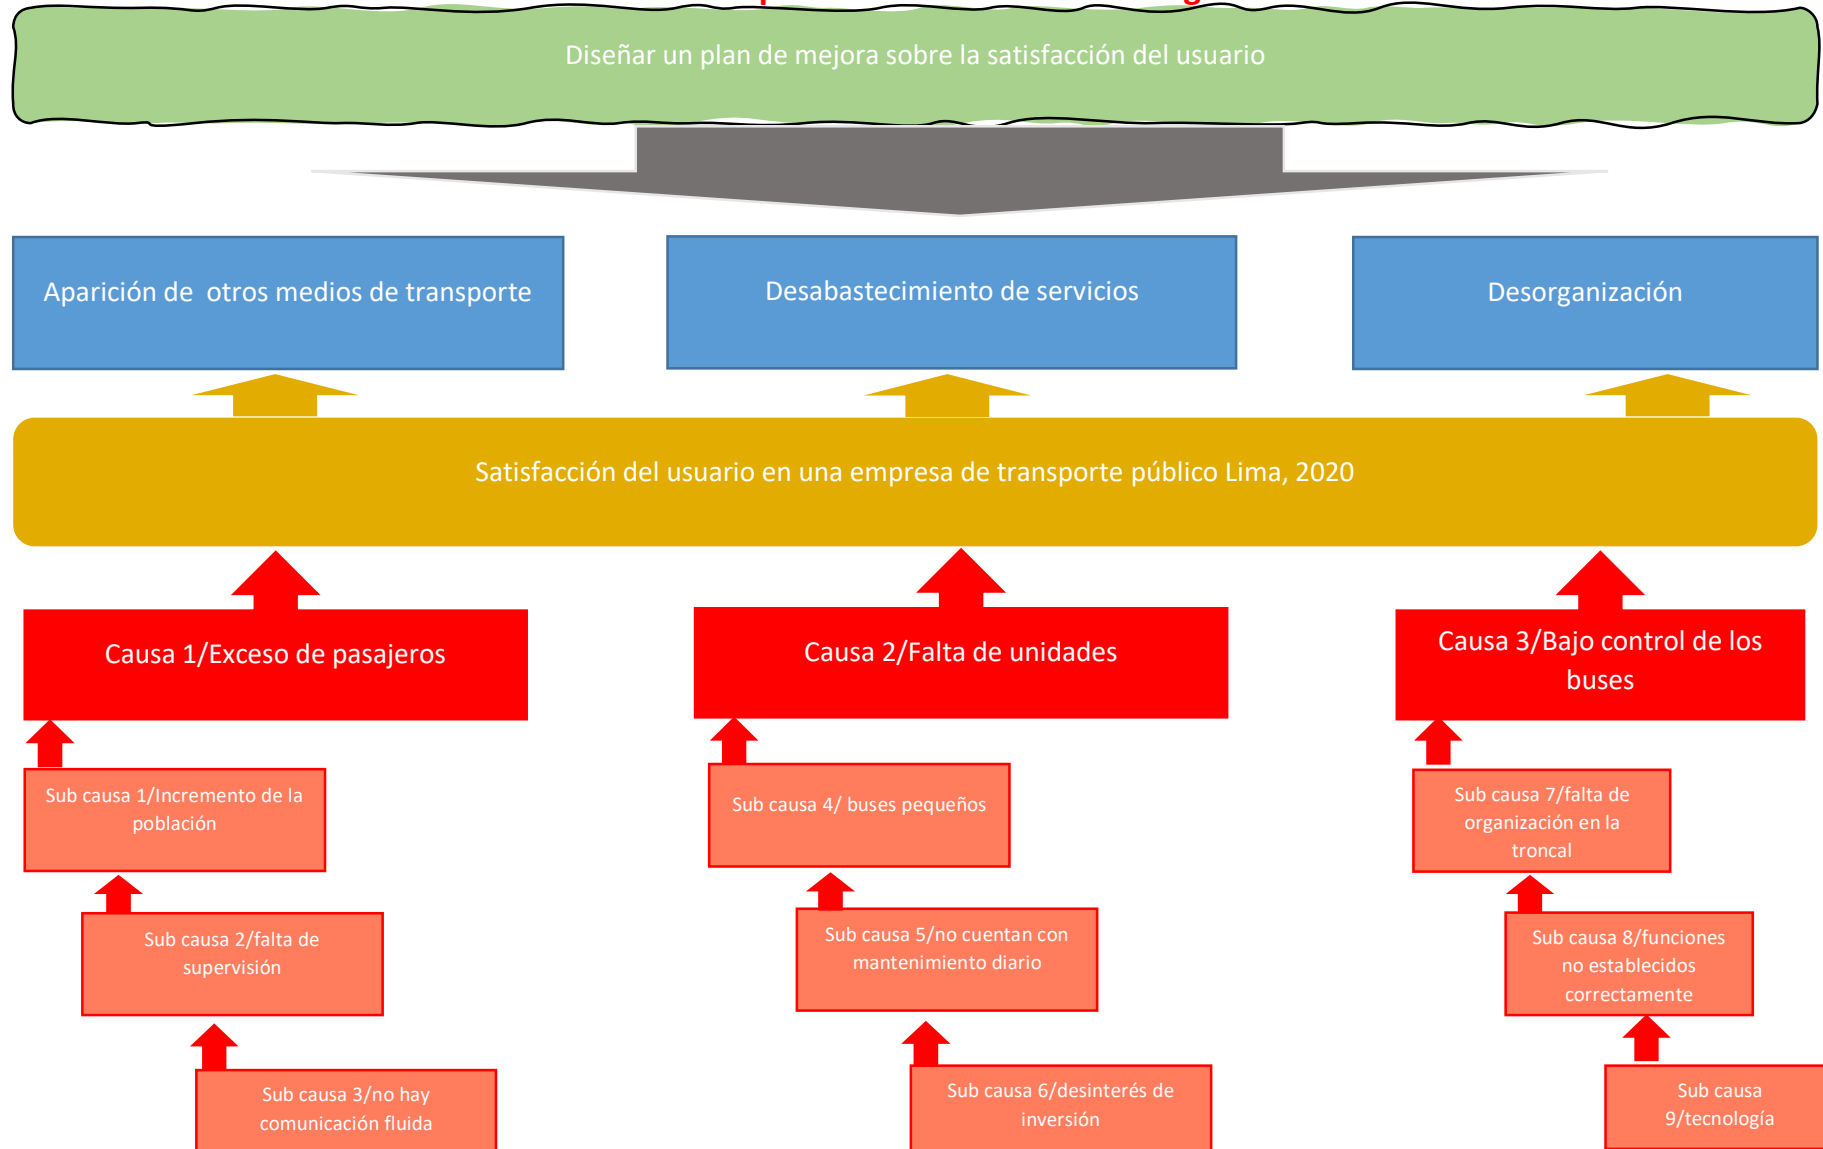 Diseñar un plan de mejora sobre la satisfacción del usuario
Aparición de otros medios de transporte
Desabastecimiento de servicios
Desorganización
Satisfacción del usuario en una empresa de transporte público Lima, 2020
Causa 1/Exceso de pasajeros
Causa 2/Falta de unidades
Causa 3/Bajo control de los
buses
Sub causa 1/Incremento de la
población
Sub causa 4/ buses pequeños
Sub causa 7/falta de
organización en la
troncal
Sub causa 2/falta de
supervisión
Sub causa 5/no cuentan con
mantenimiento diario
Sub causa 8/funciones
no establecidos
correctamente
Sub causa 3/no hay
comunicación fluida
Sub causa 6/desinterés de
inversión
Sub causa
9/tecnología